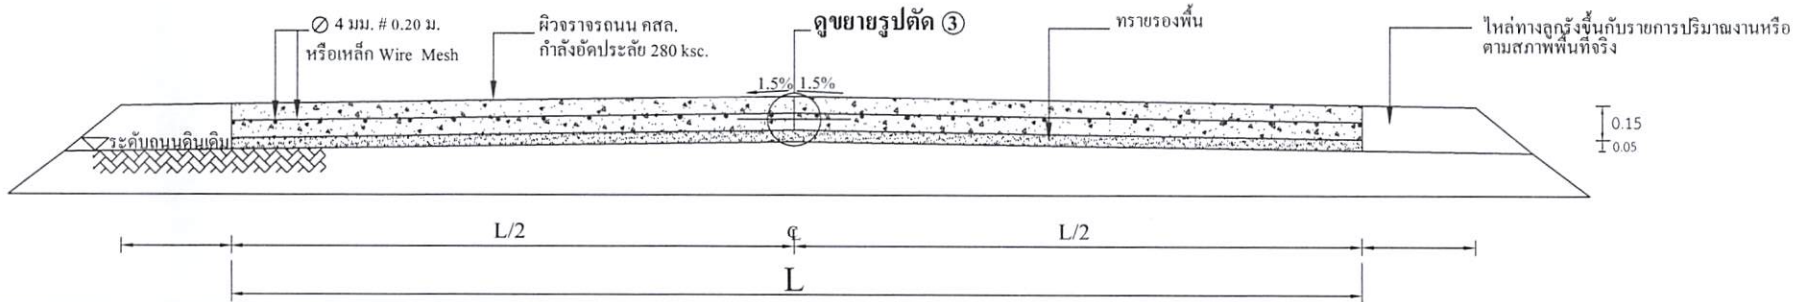 ∅ 4 มม. # 0.20 ม.
หรือเหล็ก Wire Mesh
ผิวจราจรถนน คสล.
กำลังอัดประลัย 280 ksc.
ดูขยายรูปตัด ③
ทรายรองพื้น
ไหล่ทางลูกรังขึ้นกับรายการปริมาณงานหรือ
ตามสภาพพื้นที่จริง
1.5% 1.5%
ระดับถนนดินเดิม
0.15
0.05
L/2
℄
L/2
L